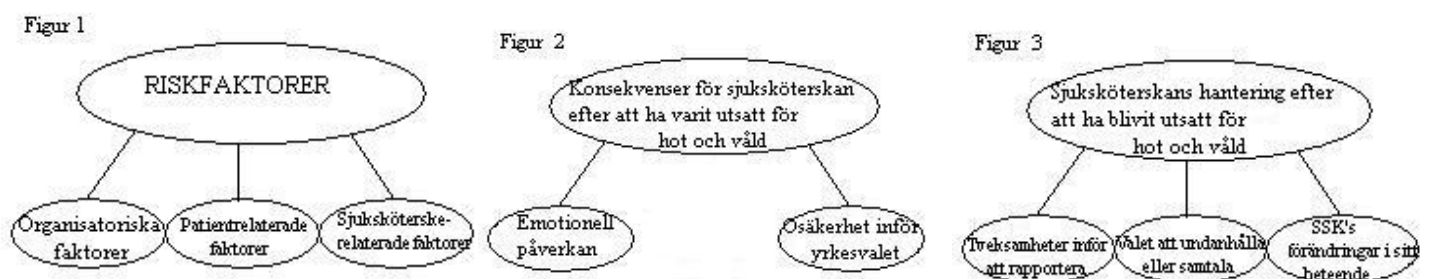 Figur 1
RISKFAKTORER
Organisatoriska
faktorer
Patientrelaterade
faktorer
Sjuksköterske-
relaterade faktorer
Figur 2
Konsekvenser för sjuksköterskan
efter att ha varit utsatt för
hot och våld
Emotionell
påverkan
Osäkerhet inför
yrkesvalet
Figur 3
Sjuksköterskans hantering efter
att ha blivit utsatt för
hot och våld
Tveksamheter inför
att rapportera
Valet att undanhålla
eller samtala
SSK's
förändringar i sitt
beteende